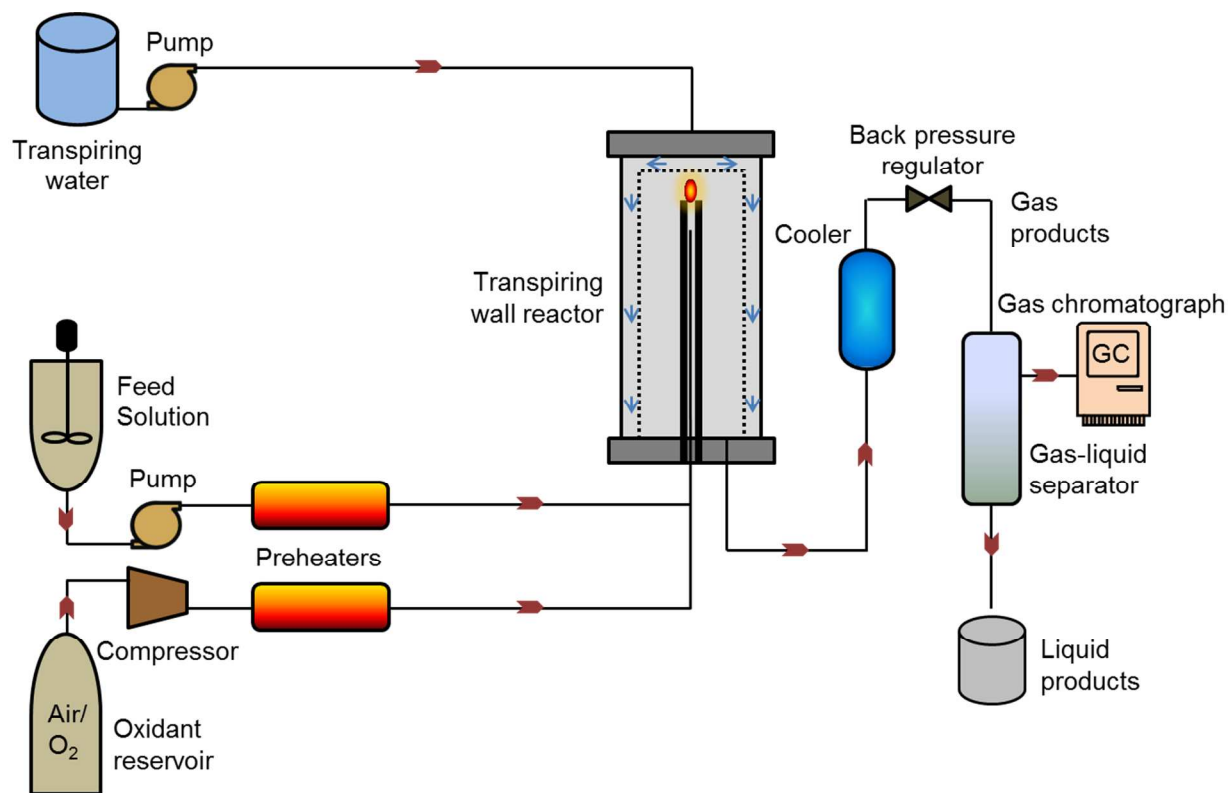 Pump
Transpiring
water
Back pressure
regulator
Gas
products
Cooler
Transpiring
wall reactor
Gas chromatograph
GC
Feed
Solution
Gas-liquid
separator
Pump
Preheaters
Compressor
Liquid
products
Air/
O₂
Oxidant
reservoir